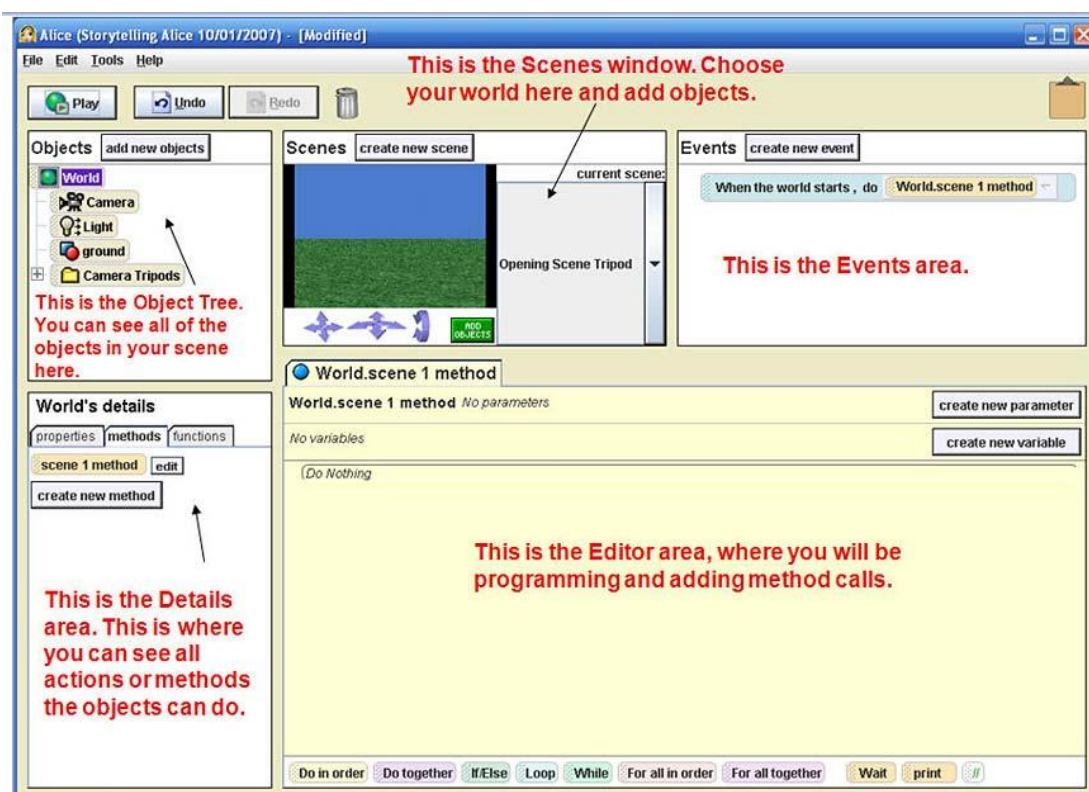 Alice (Storytelling Alice 10/01/2007) - [Modified]
File Edit Tools Help
This is the Scenes window. Choose
your world here and add objects.
Play Undo Redo
Objects add new objects
World
Camera
Light
ground
Camera Tripods
This is the Object Tree.
You can see all of the
objects in your scene
here.
Scenes create new scene
current scene:
Opening Scene Tripod
ADD
OBJECTS
Events create new event
When the world starts , do World.scene 1 method
This is the Events area.
World's details
properties methods functions
scene 1 method edit
create new method
This is the Details
area. This is where
you can see all
actions or methods
the objects can do.
World.scene 1 method
World.scene 1 method No parameters create new parameter
No variables create new variable
(Do Nothing
This is the Editor area, where you will be
programming and adding method calls.
Do in order Do together If/Else Loop While For all in order For all together Wait print //